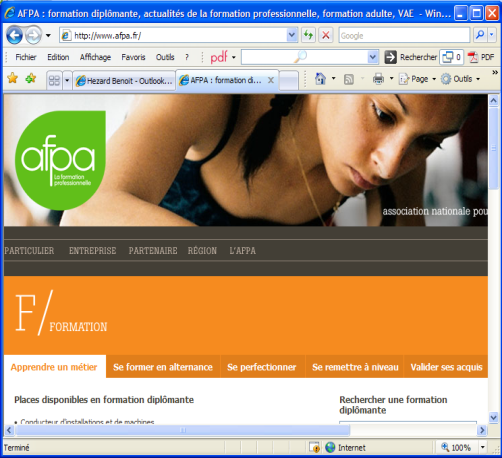 AFPA : formation diplômante, actualités de la formation professionnelle, formation adulte, VAE - Win...
http://www.afpa.fr/
Google
Fichier Edition Affichage Favoris Outils ? pdf Rechercher 0 PDF
Hezard Benoit - Outlook... AFPA : formation di... X Page Outils
afpa
La formation
professionnelle
association nationale pou
PARTICULIER ENTREPRISE PARTENAIRE RÉGION L'AFPA
F/FORMATION
Apprendre un métier Se former en alternance Se perfectionner Se remettre à niveau Valider ses acquis
Places disponibles en formation diplômante Rechercher une formation
diplômante
• Conducteur d'installations et de machines
Terminé Internet 100%